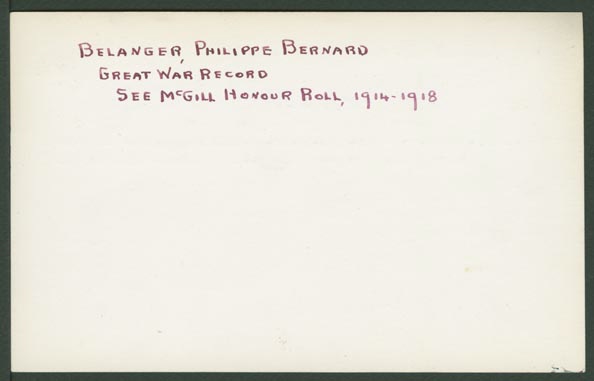 BELANGER, PHILIPPE BERNARD
GREAT WAR RECORD
SEE MCGILL HONOUR ROLL, 1914-1918